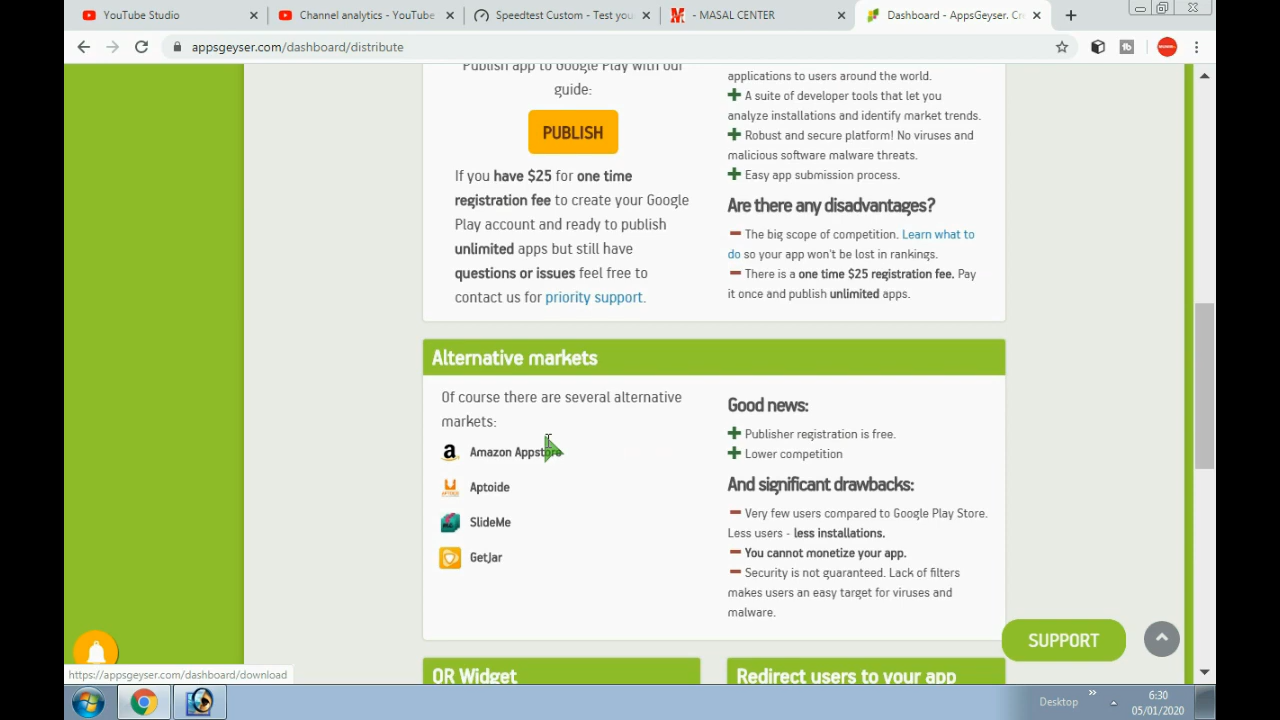 YouTube Studio
Channel analytics - YouTube
Speedtest Custom - Test you
- MASAL CENTER
Dashboard - AppsGeyser. Cr
appsgeyser.com/dashboard/distribute
Publish app to Google Play with our
guide:
PUBLISH
If you have $25 for one time
registration fee to create your Google
Play account and ready to publish
unlimited apps but still have
questions or issues feel free to
contact us for priority support.
applications to users around the world.
A suite of developer tools that let you
analyze installations and identify market trends.
Robust and secure platform! No viruses and
malicious software malware threats.
Easy app submission process.
Are there any disadvantages?
The big scope of competition. Learn what to
do so your app won't be lost in rankings.
There is a one time $25 registration fee. Pay
it once and publish unlimited apps.
Alternative markets
Of course there are several alternative
markets:
Amazon Appstore
Aptoide
SlideMe
GetJar
Good news:
Publisher registration is free.
Lower competition
And significant drawbacks:
Very few users compared to Google Play Store.
Less users - less installations.
You cannot monetize your app.
Security is not guaranteed. Lack of filters
makes users an easy target for viruses and
malware.
SUPPORT
QR Widget
Redirect users to your app
https://appsgeyser.com/dashboard/download
Desktop
6:30
05/01/2020